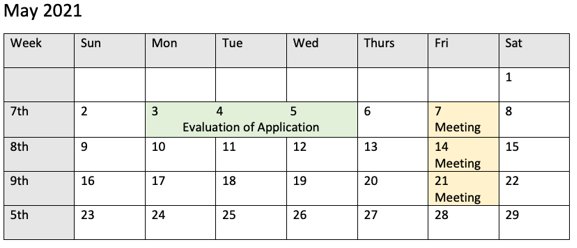 May 2021
Week Sun Mon Tue Wed Thurs Fri Sat
1
7th 2 3 4 5 6 7 8
Evaluation of Application Meeting
8th 9 10 11 12 13 14 15
Meeting
9th 16 17 18 19 20 21 22
Meeting
5th 23 24 25 26 27 28 29